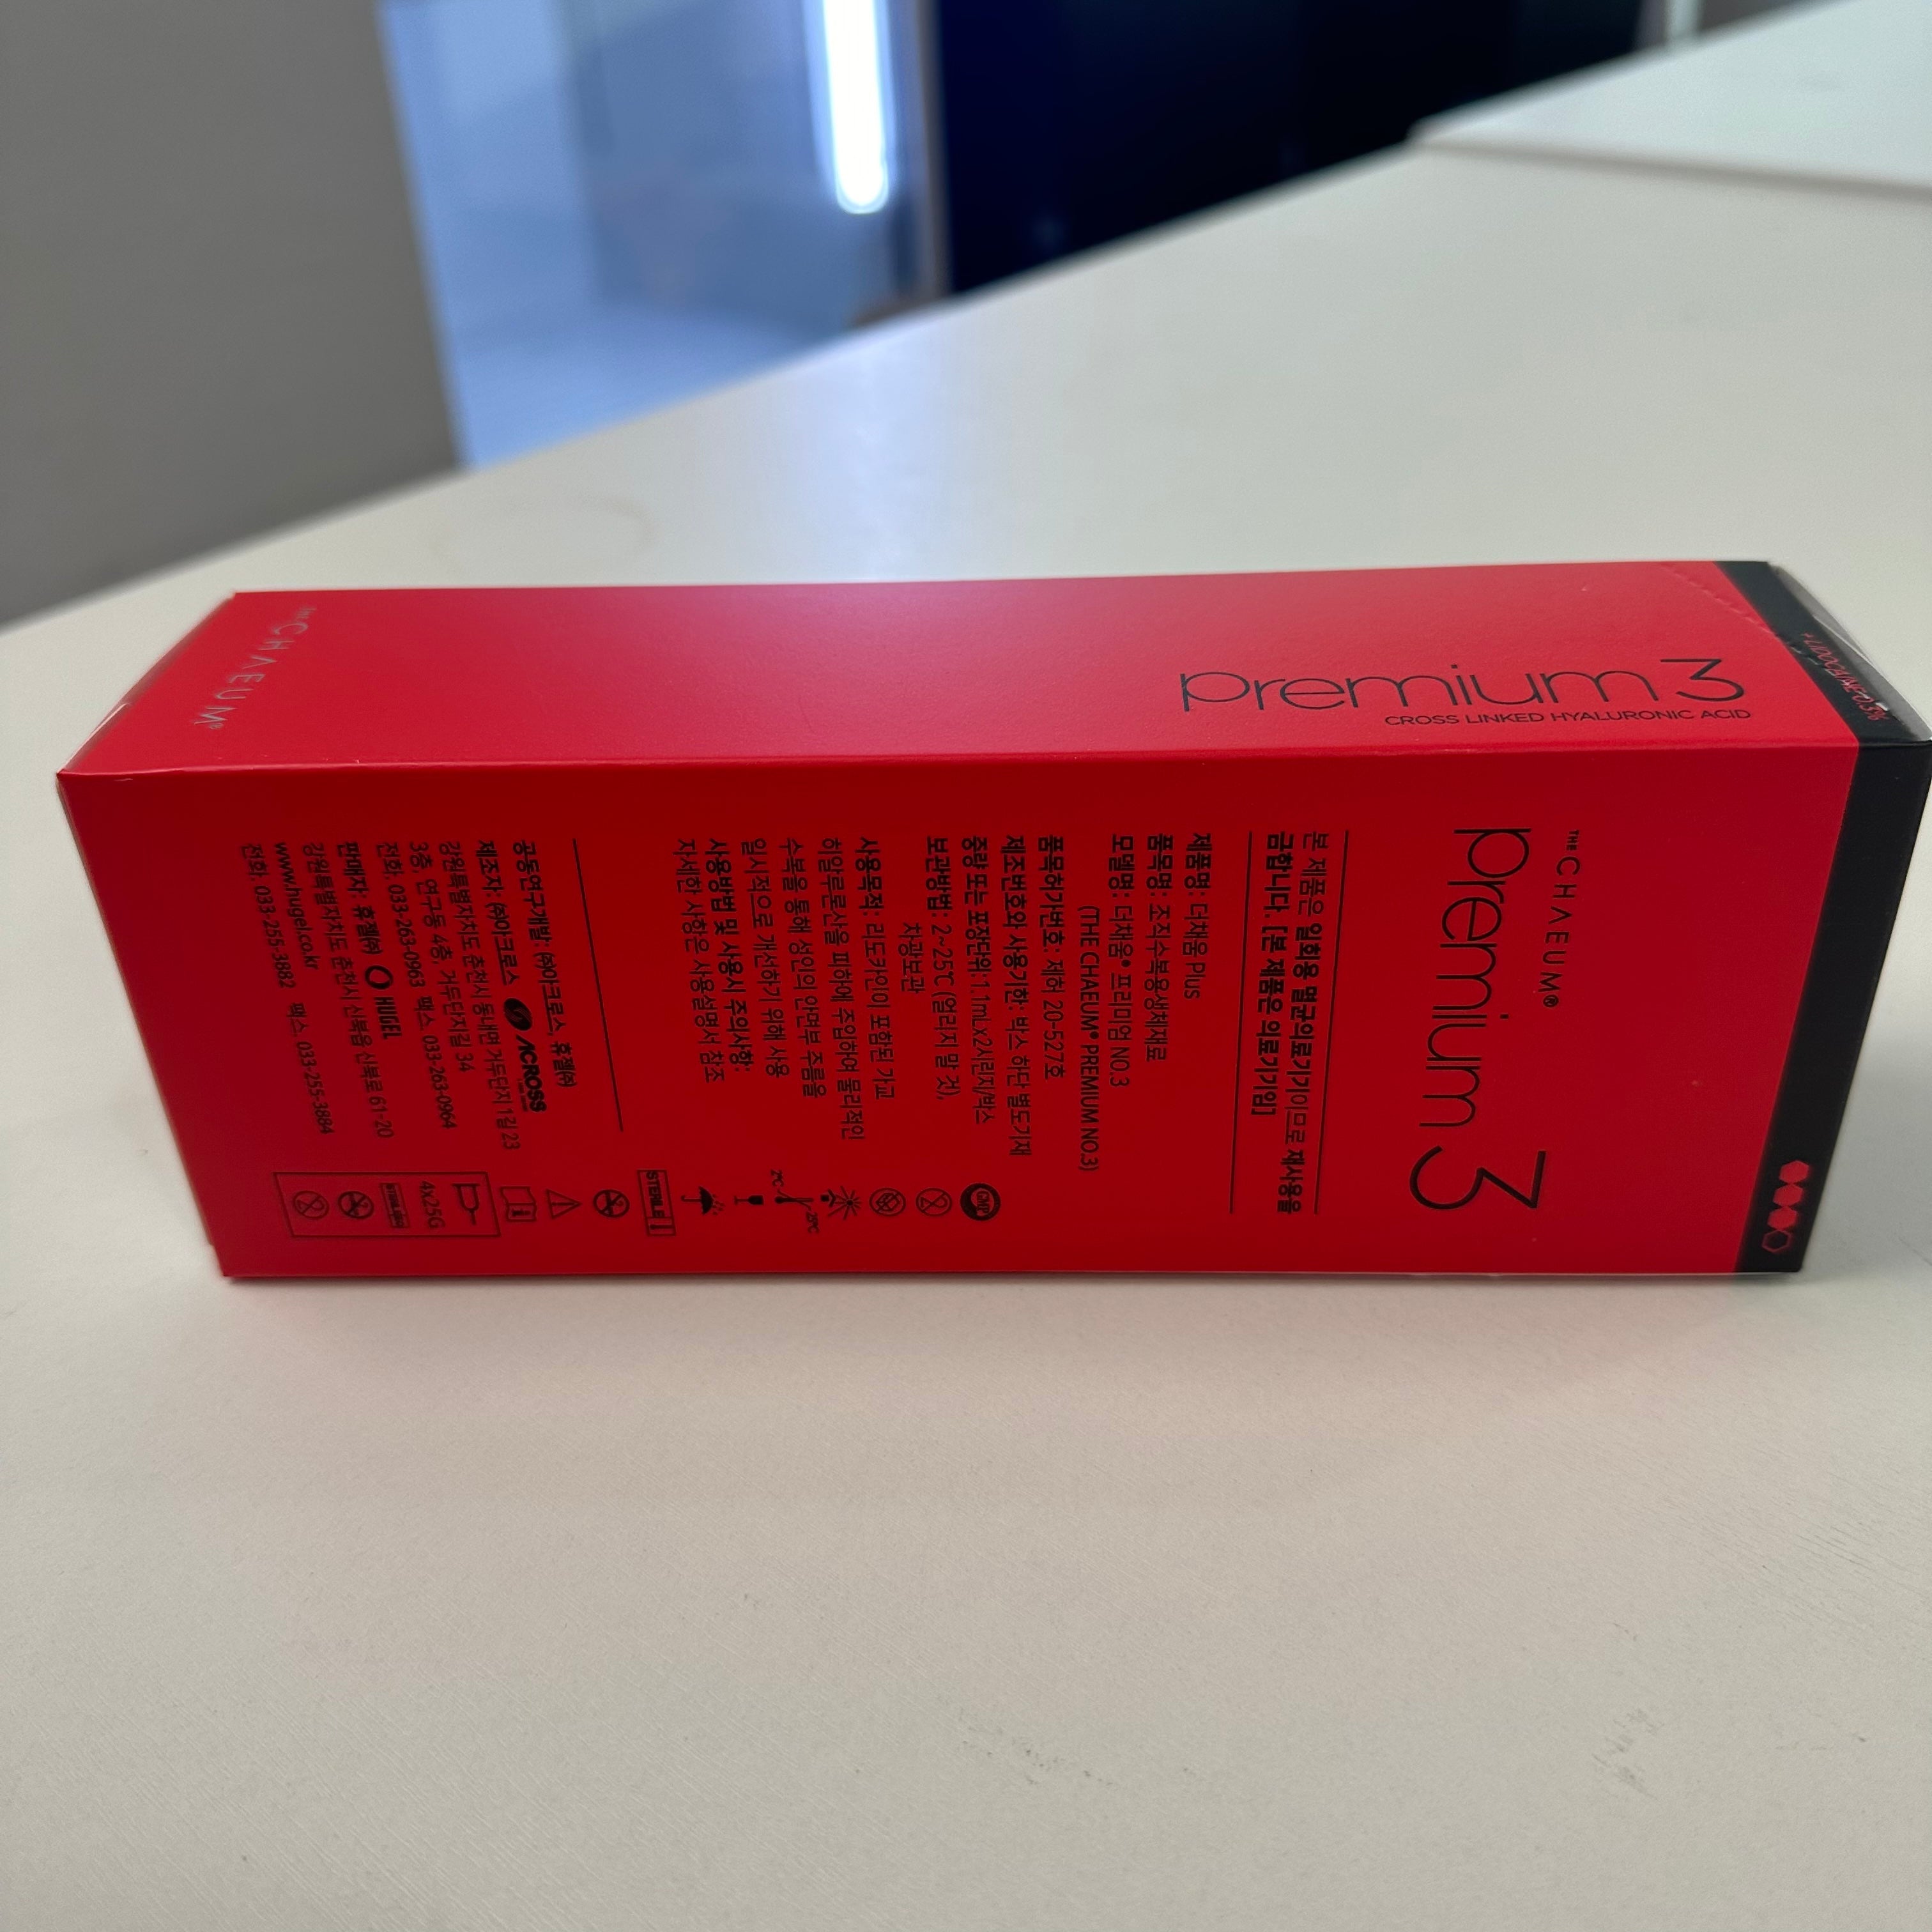 THE CHAEUM®
premium 3
CROSS LINKED HYALURONIC ACID
THE CHAEUM®
premium 3
본 제품은 일회용 멸균의료기기이므로 재사용을
금합니다. [본 제품은 의료기기임]
제품명: 더채움 Plus
품목명: 조직수복용생체재료
모델명: 더채움® 프리미엄 NO.3
(THE CHAEUM® PREMIUM NO.3)
품목허가번호: 제허 20-527호
제조번호와 사용기한: 박스 하단 별도기재
중량 또는 포장단위: 1.1mLx2시린지/박스
보관방법: 2~25℃ (얼리지 말 것),
차광보관
사용목적: 리도카인이 포함된 가교
히알루론산을 피하에 주입하여 물리적인
수복을 통해 성인의 안면부 주름을
일시적으로 개선하기 위해 사용
사용방법 및 사용시 주의사항:
자세한 사항은 사용설명서 참조
공동연구개발: ㈜아크로스, 휴젤㈜
제조자: ㈜아크로스 ACROSS
강원특별자치도 춘천시 동내면 거두단지1길 23
강원특별자치도 춘천시 거두단지길 34
3층, 연구동 4층,
전화: 033-263-0963 팩스: 033-263-0964
판매자: 휴젤㈜ HUGEL
강원특별자치도 춘천시 신북읍 신북로 61-20
www.hugel.co.kr
전화: 033-255-3882 팩스: 033-255-3884
GMP
2℃
25℃
STERILE
4x25G